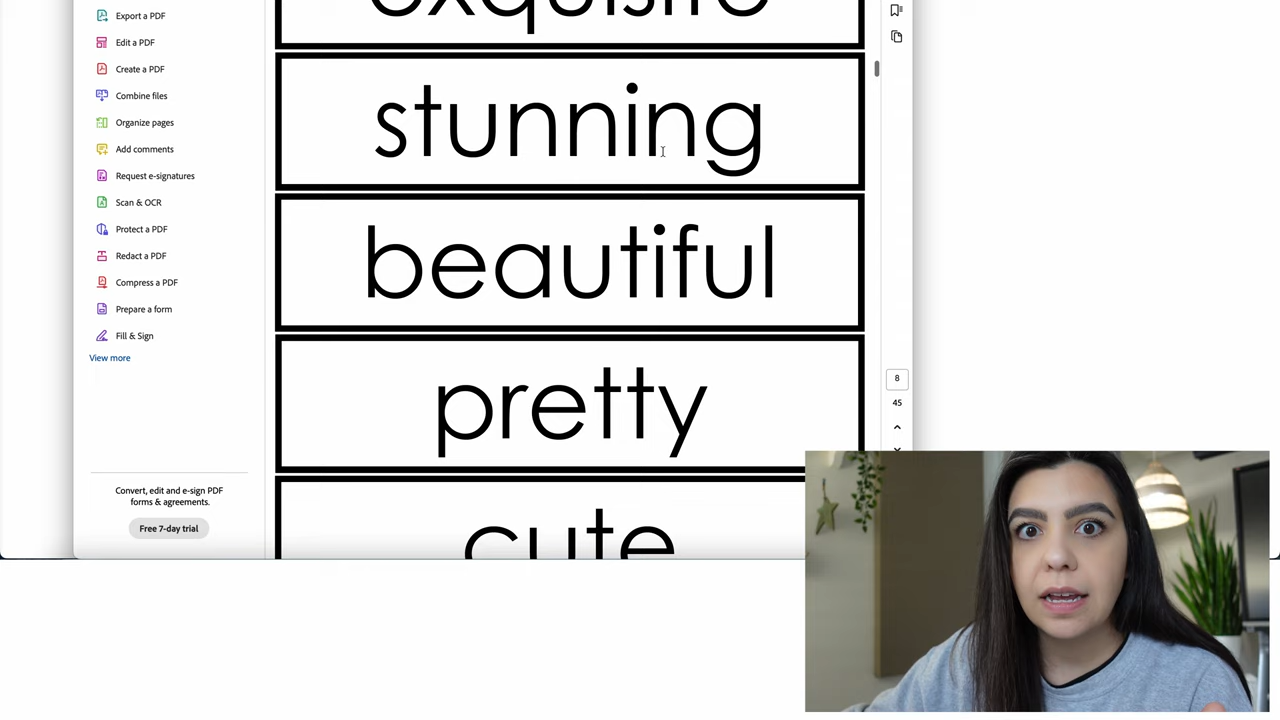 Export a PDF
Edit a PDF
Create a PDF
Combine files
Organize pages
Add comments
Request e-signatures
Scan & OCR
Protect a PDF
Redact a PDF
Compress a PDF
Prepare a form
Fill & Sign
View more
Convert, edit and e-sign PDF
forms & agreements.
Free 7-day trial
exquisite
stunning
beautiful
pretty
cute
8
45